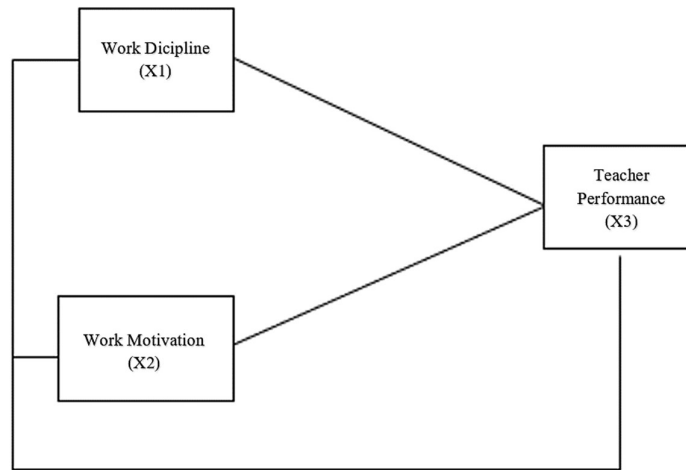 Work Dicipline
(X1)
Teacher
Performance
(X3)
Work Motivation
(X2)